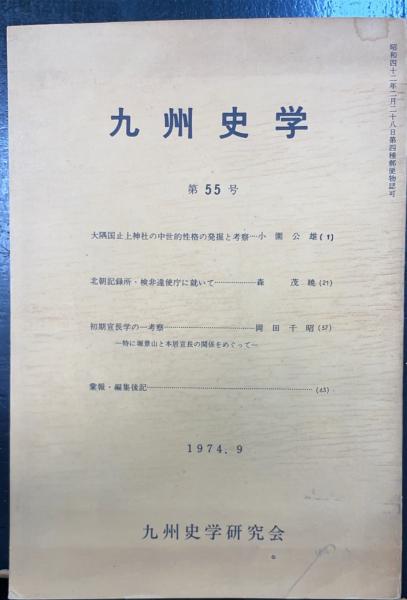 昭和四十二年二月二十八日第四種郵便物認可
九州史学
第55号
大隅国止上神社の中世的性格の発掘と考察…小園公雄(1)
北朝記録所・検非違使庁に就いて………………森茂暁(21)
初期宣長学の一考察………………………………岡田千昭(37)
―特に堀景山と本居宣長の関係をめぐって―
彙報・編集後記……………………………………………………(63)
1974.9
九州史学研究会